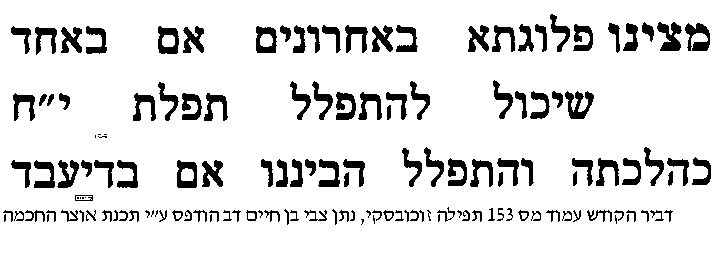 מצינו פלוגתא באחרונים אם באחד
שיכול להתפלל תפלת י״ח
כהלכתה והתפלל הביננו אם בדיעבד
דביר הקודש עמוד מס 153 תפילה זוכובסקי, נתן צבי בן חיים דב הודפס ע״י תכנת אוצר החכמה